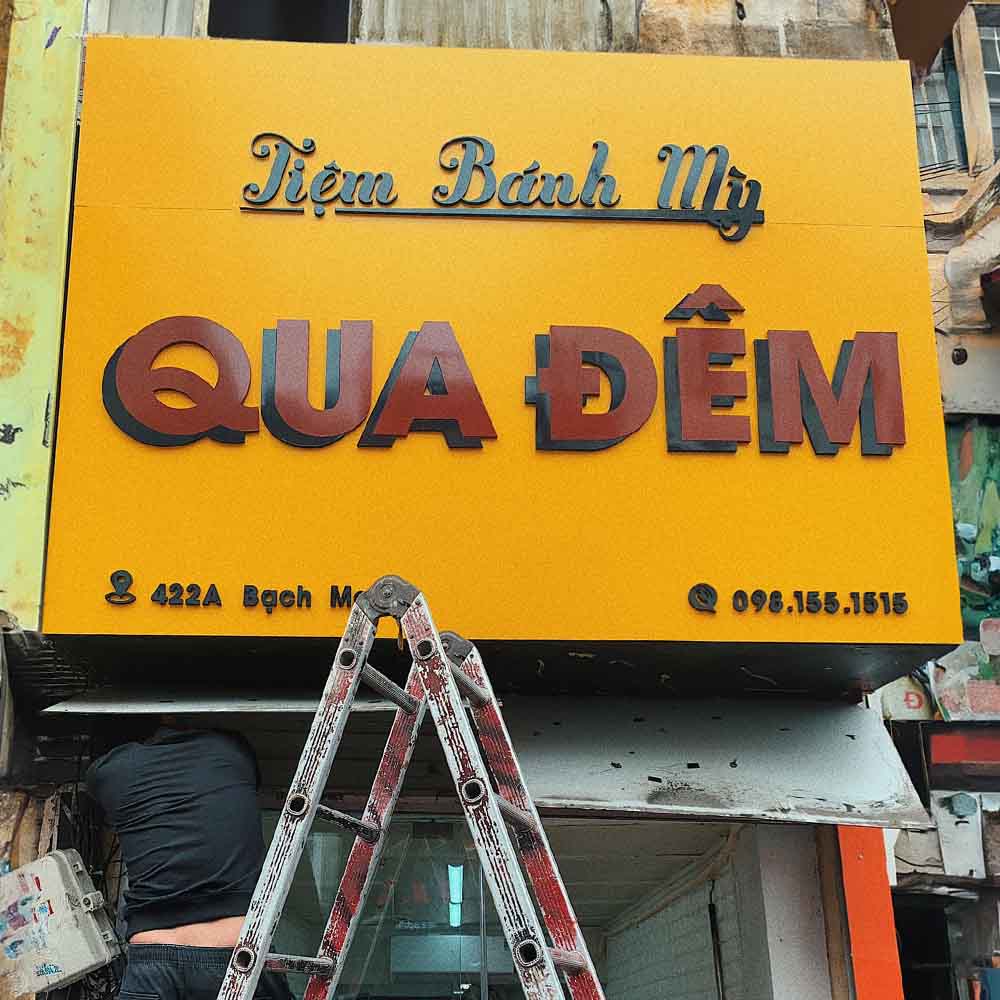 Tiệm Bánh Mỳ
QUA ĐÊM
422A Bạch
098.155.1515
Đ